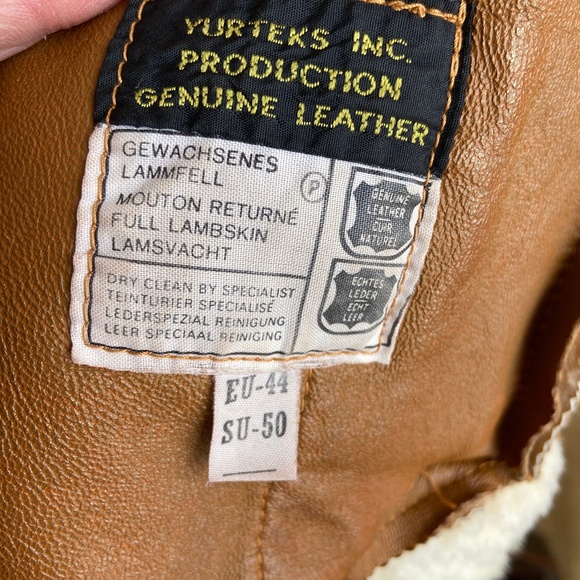 YURTEKS INC.
PRODUCTION
GENUINE LEATHER
GEWACHSENES
LAMMFELL
MOUTON RETURNÉ
FULL LAMBSKIN
LAMSVACHT
P
GENUINE
LEATHER
CUIR
NATUREL
DRY CLEAN BY SPECIALIST
TEINTURIER SPECIALISÉ
LEDERSPEZIAL REINIGUNG
LEER SPECIAAL REINIGING
ECHTES
LEDER
ECHT
LEER
EU-44
SU-50